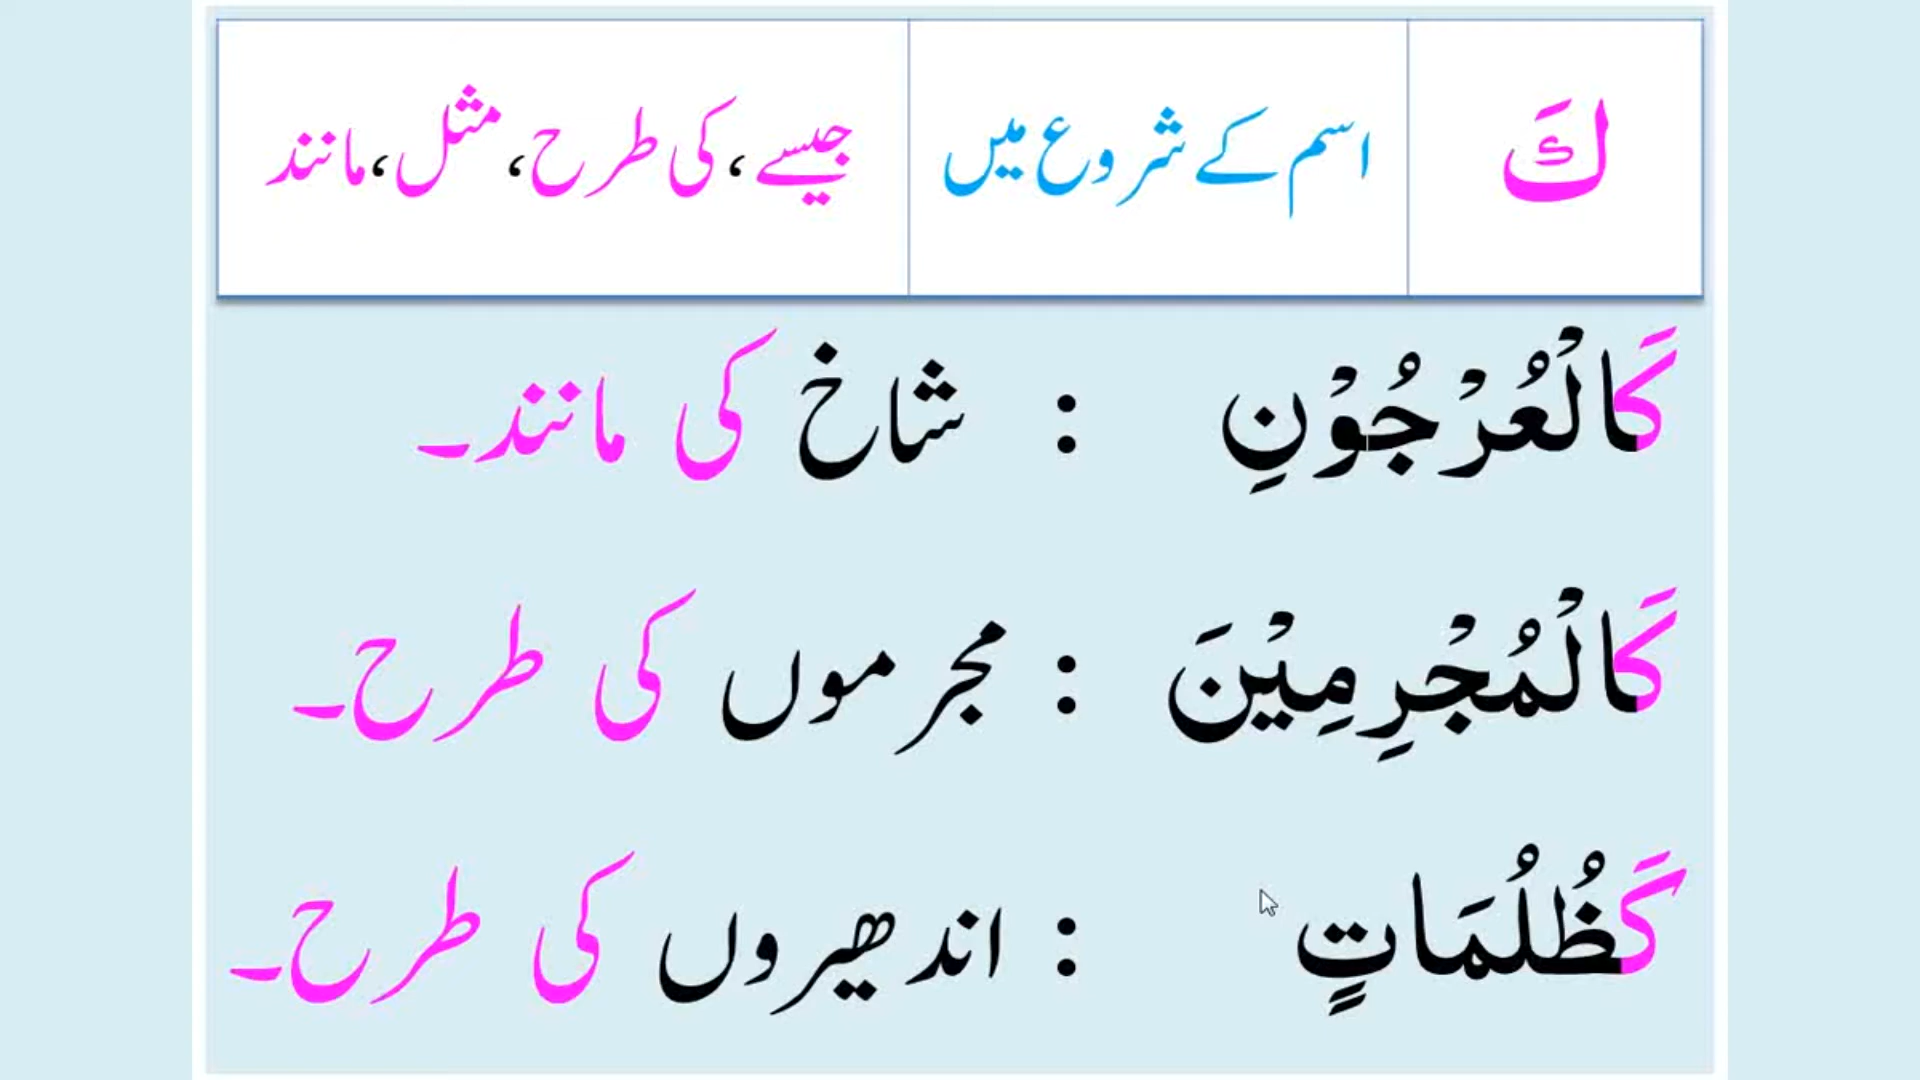 كَ اسم کے شروع میں جیسے، کی طرح، مثل، مانند
كَالْعُرْجُوْنِ : شاخ کی مانند۔
كَالْمُجْرِمِيْنَ : مجرموں کی طرح۔
كَظُلُمَاتٍ : اندھیروں کی طرح۔